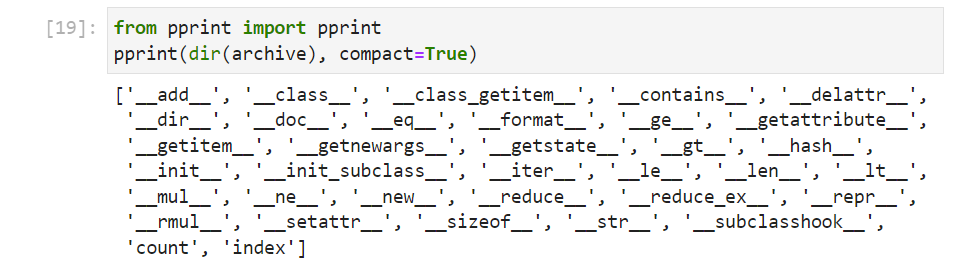 [19]: from pprint import pprint
pprint(dir(archive), compact=True)
['__add__', '__class__', '__class_getitem__', '__contains__', '__delattr__',
'__dir__', '__doc__', '__eq__', '__format__', '__ge__', '__getattribute__',
'__getitem__', '__getnewargs__', '__getstate__', '__gt__', '__hash__',
'__init__', '__init_subclass__', '__iter__', '__le__', '__len__', '__lt__',
'__mul__', '__ne__', '__new__', '__reduce__', '__reduce_ex__', '__repr__',
'__rmul__', '__setattr__', '__sizeof__', '__str__', '__subclasshook__',
'count', 'index']